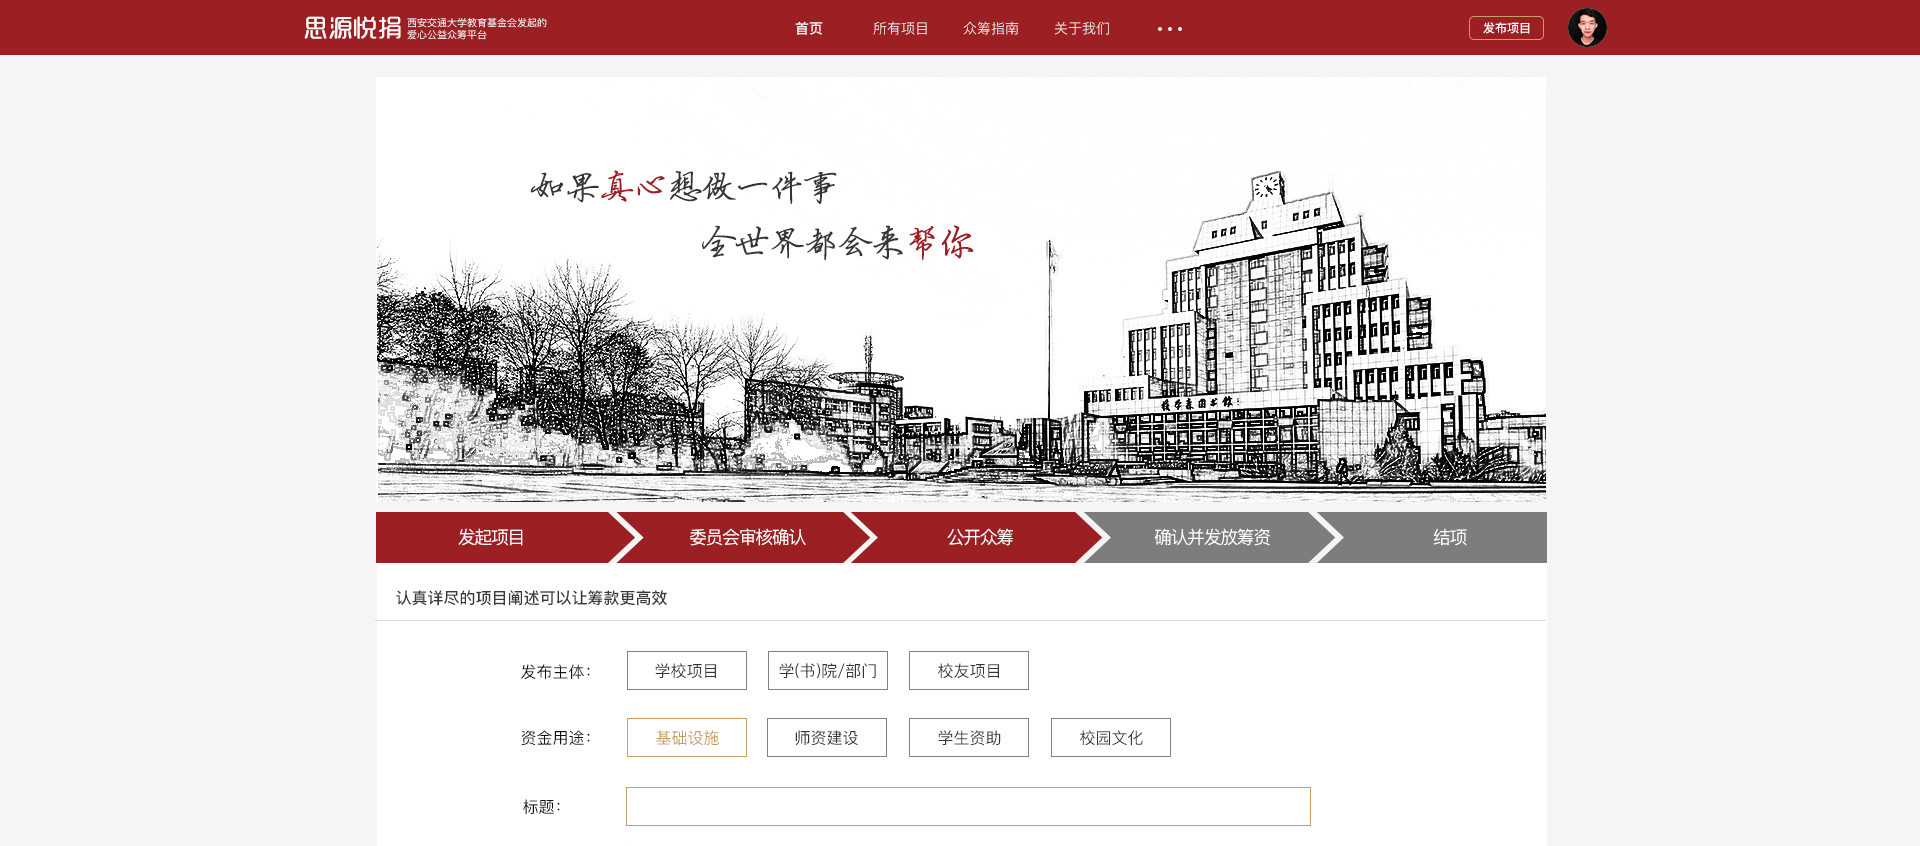 思源悦捐
西安交通大学教育基金会发起的
爱心公益众筹平台
首页
所有项目
众筹指南
关于我们
发布项目
如果真心想做一件事
全世界都会来帮你
发起项目
委员会审核确认
公开众筹
确认并发放筹资
结项
认真详尽的项目阐述可以让筹款更高效
发布主体：
学校项目
学(书)院/部门
校友项目
资金用途：
基础设施
师资建设
学生资助
校园文化
标题：